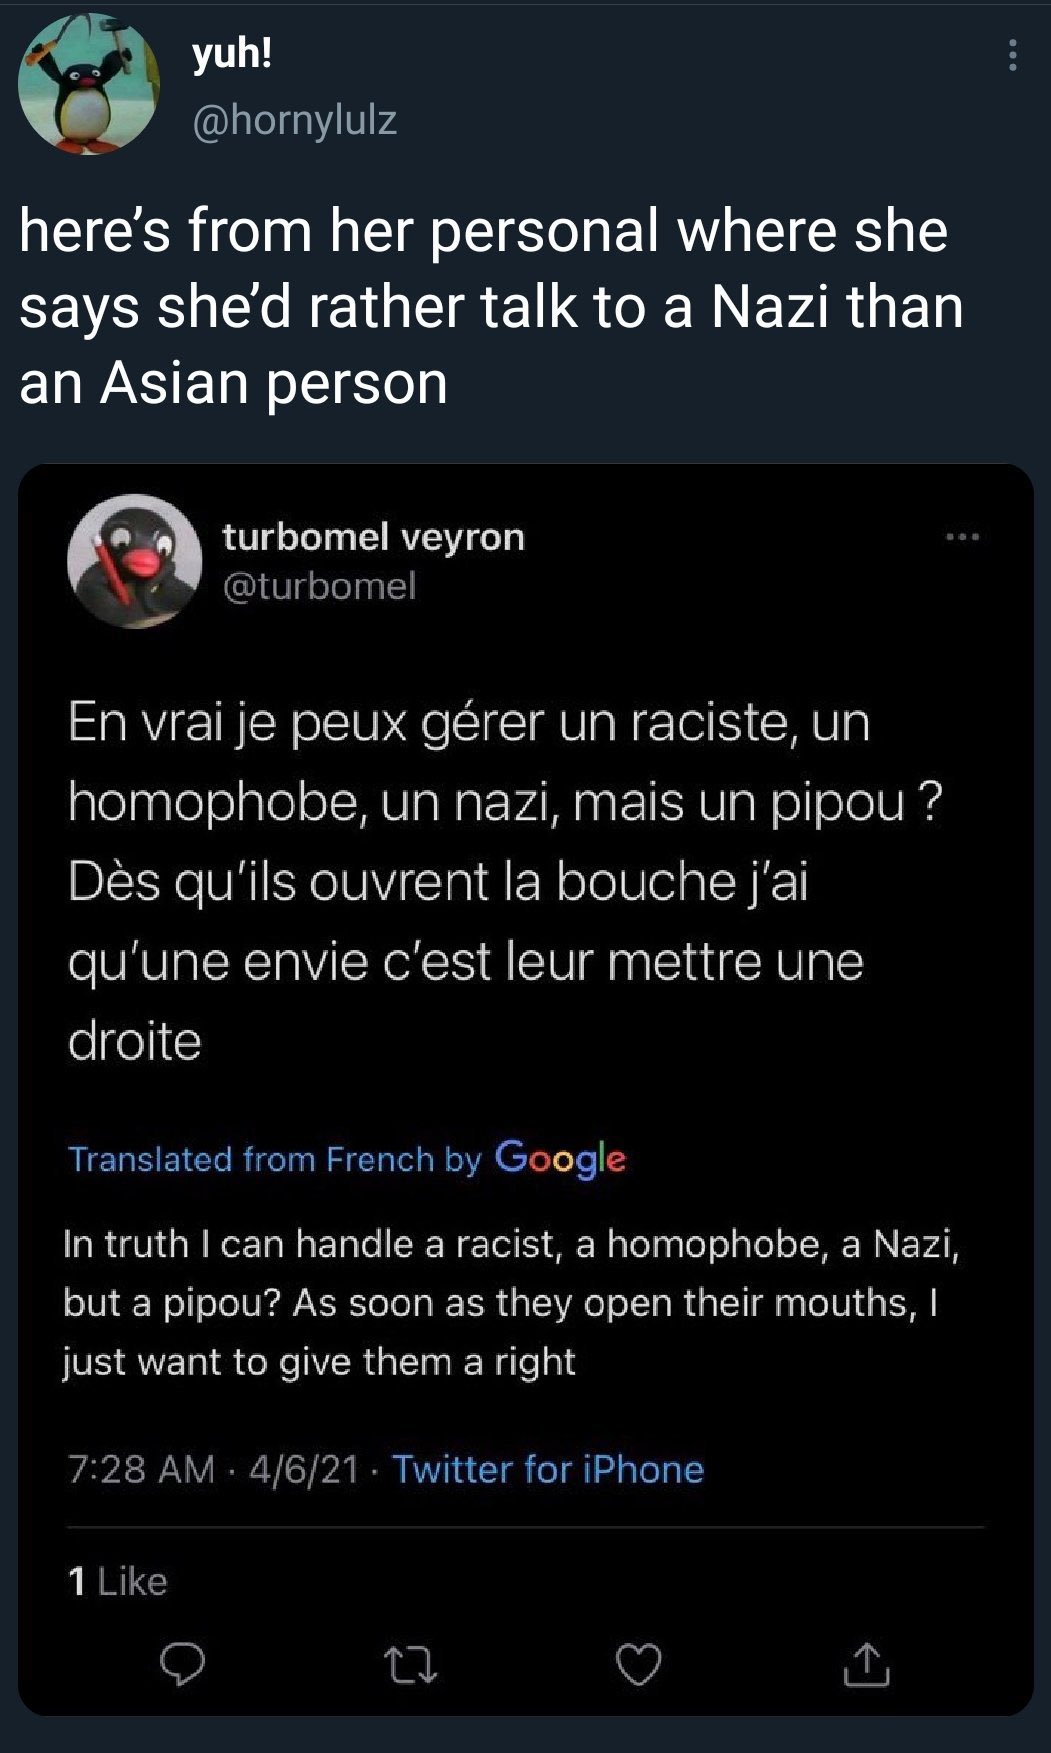 yuh!
@hornylulz
here’s from her personal where she
says she’d rather talk to a Nazi than
an Asian person
turbomel veyron
@turbomel
En vrai je peux gérer un raciste, un
homophobe, un nazi, mais un pipou ?
Dès qu’ils ouvrent la bouche j’ai
qu’une envie c’est leur mettre une
droite
Translated from French by Google
In truth I can handle a racist, a homophobe, a Nazi,
but a pipou? As soon as they open their mouths, I
just want to give them a right
7:28 AM · 4/6/21 · Twitter for iPhone
1 Like